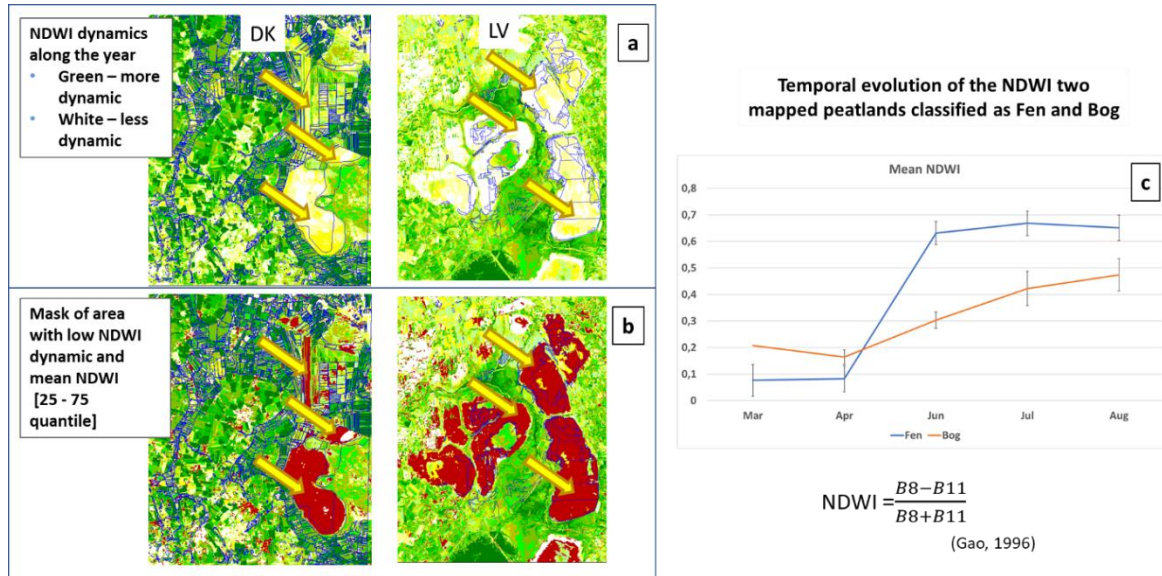 NDWI dynamics
along the year
• Green – more
dynamic
• White – less
dynamic
DK
LV
a
Mask of area
with low NDWI
dynamic and
mean NDWI
[25 - 75
quantile]
b
Temporal evolution of the NDWI two
mapped peatlands classified as Fen and Bog
Mean NDWI
c
0,8
0,7
0,6
0,5
0,4
0,3
0,2
0,1
0
Mar Apr Jun Jul Aug
Fen Bog
NDWI = B8−B11
B8+B11
(Gao, 1996)